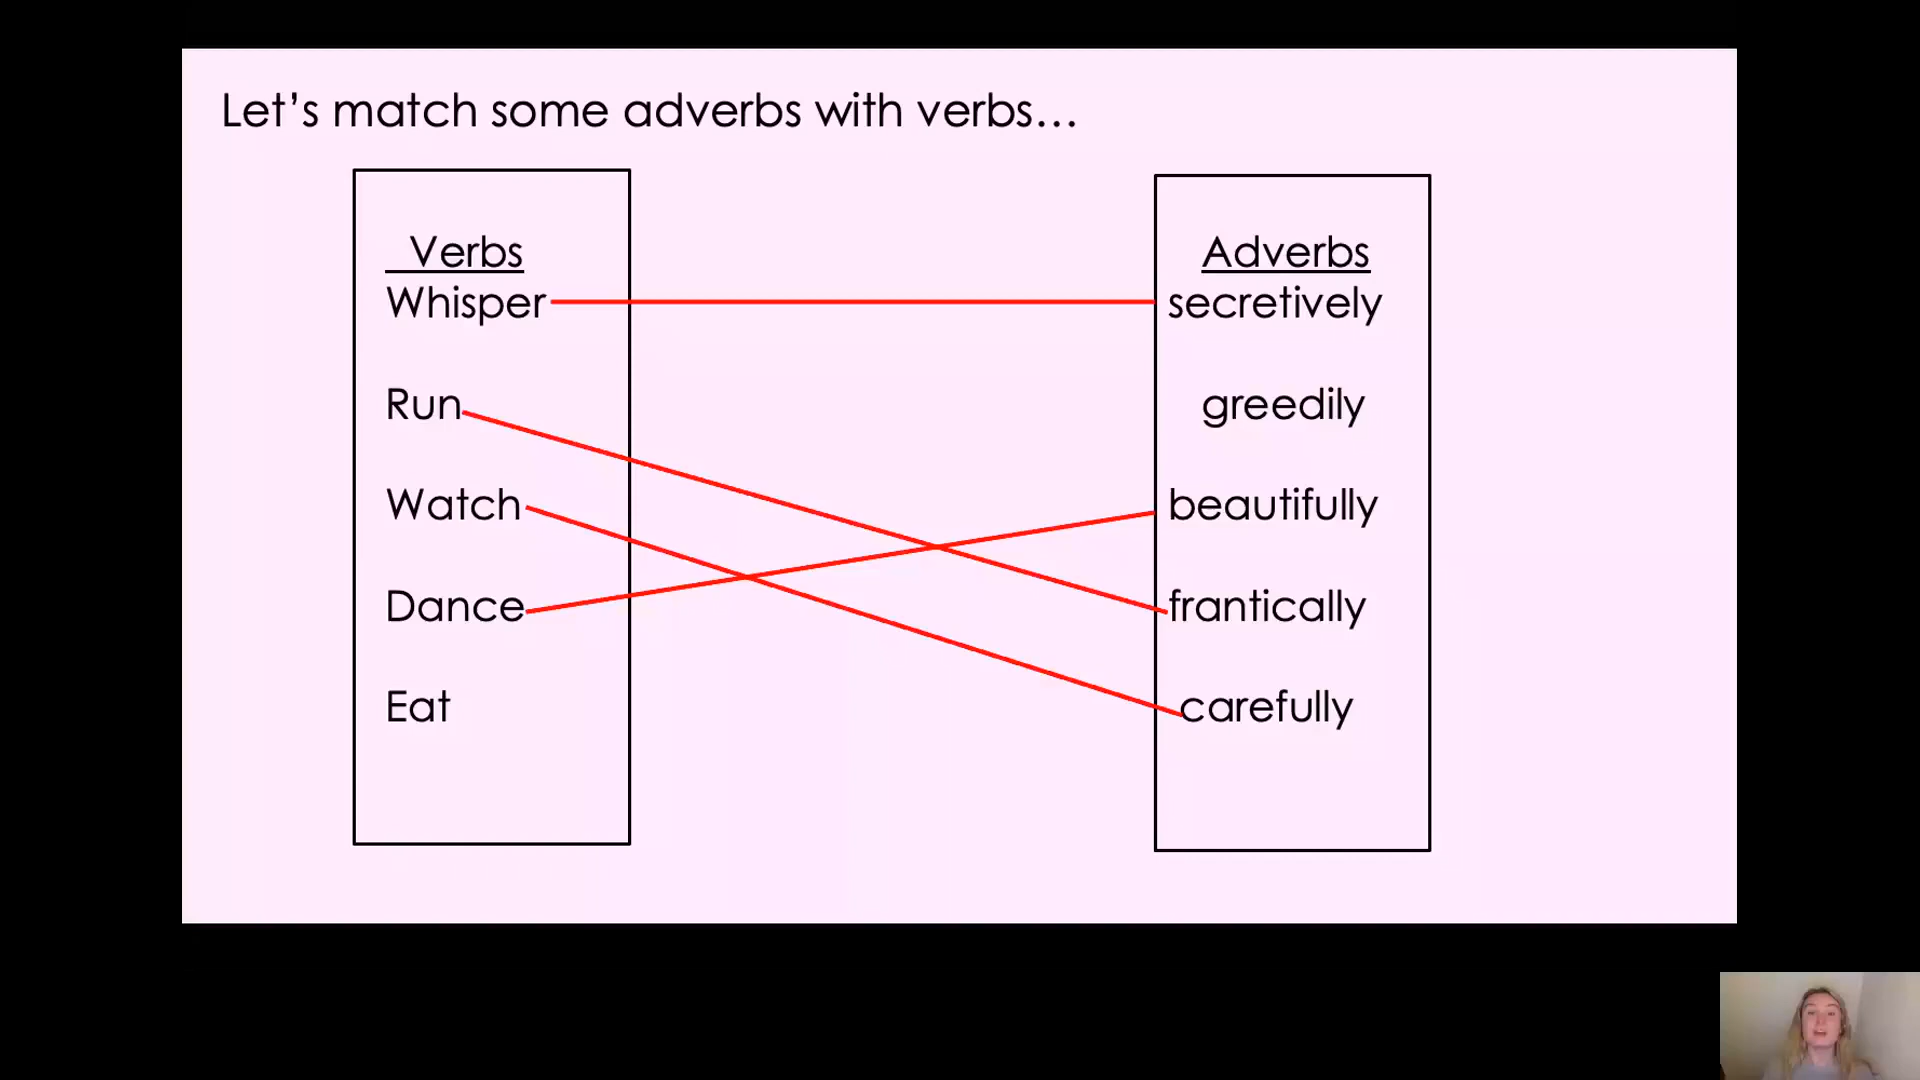 Let’s match some adverbs with verbs…
Verbs
Whisper
Run
Watch
Dance
Eat
Adverbs
secretively
greedily
beautifully
frantically
carefully